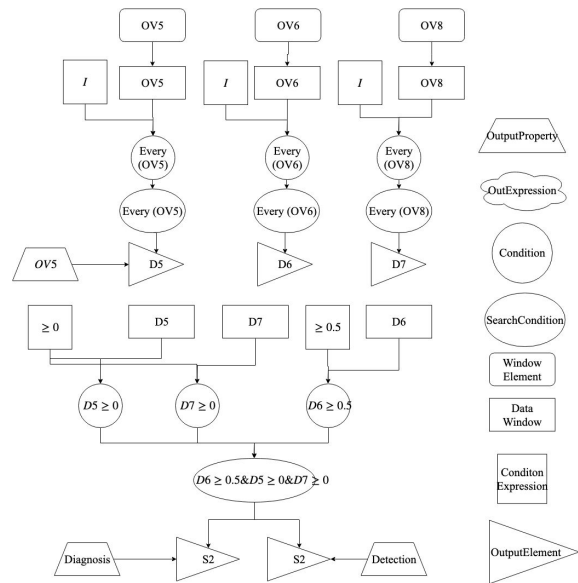 OV5
OV6
OV8
I
OV5
I
OV6
I
OV8
Every
(OV5)
Every
(OV6)
Every
(OV8)
Every (OV5)
Every (OV6)
Every (OV8)
OV5
D5
D6
D7
≥ 0
D5
D7
≥ 0.5
D6
D5 ≥ 0
D7 ≥ 0
D6 ≥ 0.5
D6 ≥ 0.5&D5 ≥ 0&D7 ≥ 0
Diagnosis
S2
S2
Detection
OutputProperty
OutExpression
Condition
SearchCondition
Window
Element
Data
Window
Conditon
Expression
OutputElement